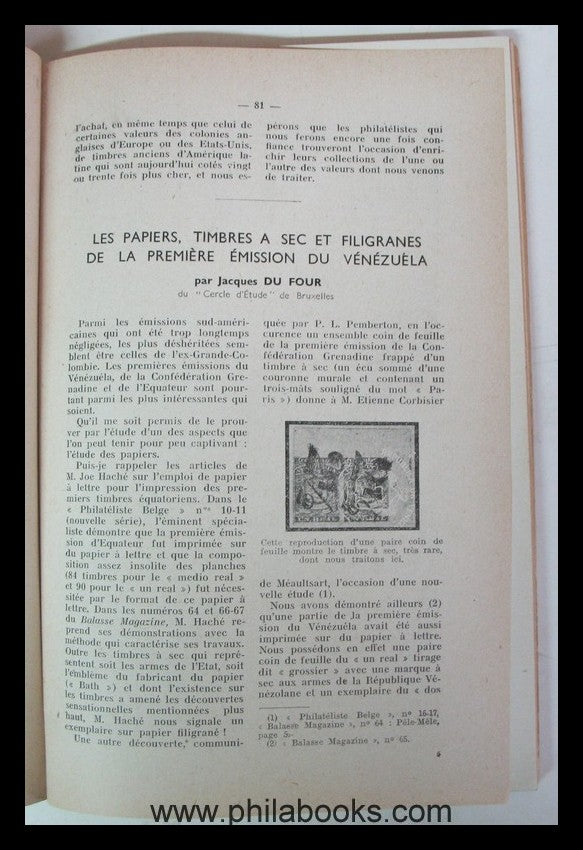 — 81 —
l'achat, en même temps que celui de
certaines valeurs des colonies an-
glaises d'Europe ou des Etats-Unis,
de timbres anciens d'Amérique la-
tine qui sont aujourd'hui cotés vingt
ou trente fois plus cher, et nous es-
pérons que les philatélistes qui
nous feront encore une fois con-
fiance trouveront l'occasion d'enri-
chir leurs collections de l'une ou
l'autre des valeurs dont nous venons
de traiter.
LES PAPIERS, TIMBRES A SEC ET FILIGRANES
DE LA PREMIÈRE ÉMISSION DU VÉNÉZUÈLA
par Jacques DU FOUR
du "Cercle d'Étude" de Bruxelles
Parmi les émissions sud-améri-
caines qui ont été trop longtemps
négligées, les plus déshéritées sem-
blent être celles de l'ex-Grande-Co-
lombie. Les premières émissions du
Vénézuéla, de la Confédération Gre-
nadine et de l'Equateur sont pour-
tant parmi les plus intéressantes qui
soient.
Qu'il me soit permis de le prou-
ver par l'étude d'un des aspects que
l'on peut tenir pour peu captivant :
l'étude des papiers.
Puis-je rappeler les articles de
M. Joe Haché sur l'emploi de papier
à lettre pour l'impression des pre-
miers timbres équatoriens. Dans le
« Philatéliste Belge » nos 10-11
(nouvelle série), l'éminent spécia-
liste démontre que la première émis-
sion d'Equateur fut imprimée sur
du papier à lettre et que la compo-
sition assez insolite des planches
(84 timbres pour le « medio real »
et 90 pour le « un real ») fut néces-
sitée par le format de ce papier à
lettre. Dans les numéros 64 et 66-67
du Balasse Magazine, M. Haché re-
prend ses démonstrations avec la
méthode qui caractérise ses travaux.
Outre les timbres à sec qui repré-
sentent soit les armes de l'Etat, soit
l'emblème du fabricant du papier
(« Bath ») et dont l'existence sur
les timbres a amené les découvertes
sensationnelles mentionnées plus
haut, M. Haché nous signale un
exemplaire sur papier filigrané !
Une autre découverte, communi-
quée par P. L. Pemberton, en l'oc-
curence un ensemble coin de feuille
de la première émission de la Con-
fédération Grenadine frappé d'un
timbre à sec (un écu sommé d'une
couronne murale et contenant un
trois-mâts souligné du mot « Pa-
ris ») donne à M. Etienne Corbisier
Cette reproduction d'une paire coin de
feuille montre le timbre à sec, très rare,
dont nous traitons ici.
de Méaultsart, l'occasion d'une nou-
velle étude (1).
Nous avons démontré ailleurs (2)
qu'une partie de la première émis-
sion du Vénézuéla avait été aussi
imprimée sur du papier à lettre.
Nous possédons en effet une paire
coin de feuille du « un real » tirage
dit « grossier » avec une marque à
sec aux armes de la République Vé-
nézolane et un exemplaire du « dos
(1) « Philatéliste Belge », no 16-17,
« Balasse Magazine », no 64 : Pêle-Mêle,
page 5.
(2) « Balasse Magazine », no 65.
www.philabooks.com